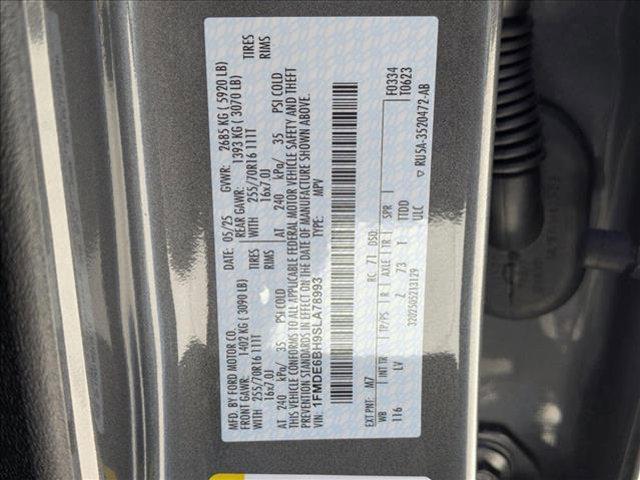 MFD. BY FORD MOTOR CO.
DATE: 05/25 GVWR: 2685 KG ( 5920 LB)
FRONT GAWR: 1402 KG ( 3090 LB) REAR GAWR: 1393 KG ( 3070 LB)
WITH 255/70R16 111T TIRES WITH 255/70R16 111T TIRES
16x7.0J RIMS 16x7.0J RIMS
AT 240 kPa/ 35 PSI COLD AT 240 kPa/ 35 PSI COLD
THIS VEHICLE CONFORMS TO ALL APPLICABLE FEDERAL MOTOR VEHICLE SAFETY AND THEFT
PREVENTION STANDARDS IN EFFECT ON THE DATE OF MANUFACTURE SHOWN ABOVE.
VIN: 1FMDE6BH9SLA78993
TYPE: MPV
F0334
T0623
EXT PNT: M7 RC: 71 DSO:
WB INT TR TP/PS R AXLE TR SPR
116 LV Z 73 T TTDD
3202505213129 ULC
RU5A-3520472-AB